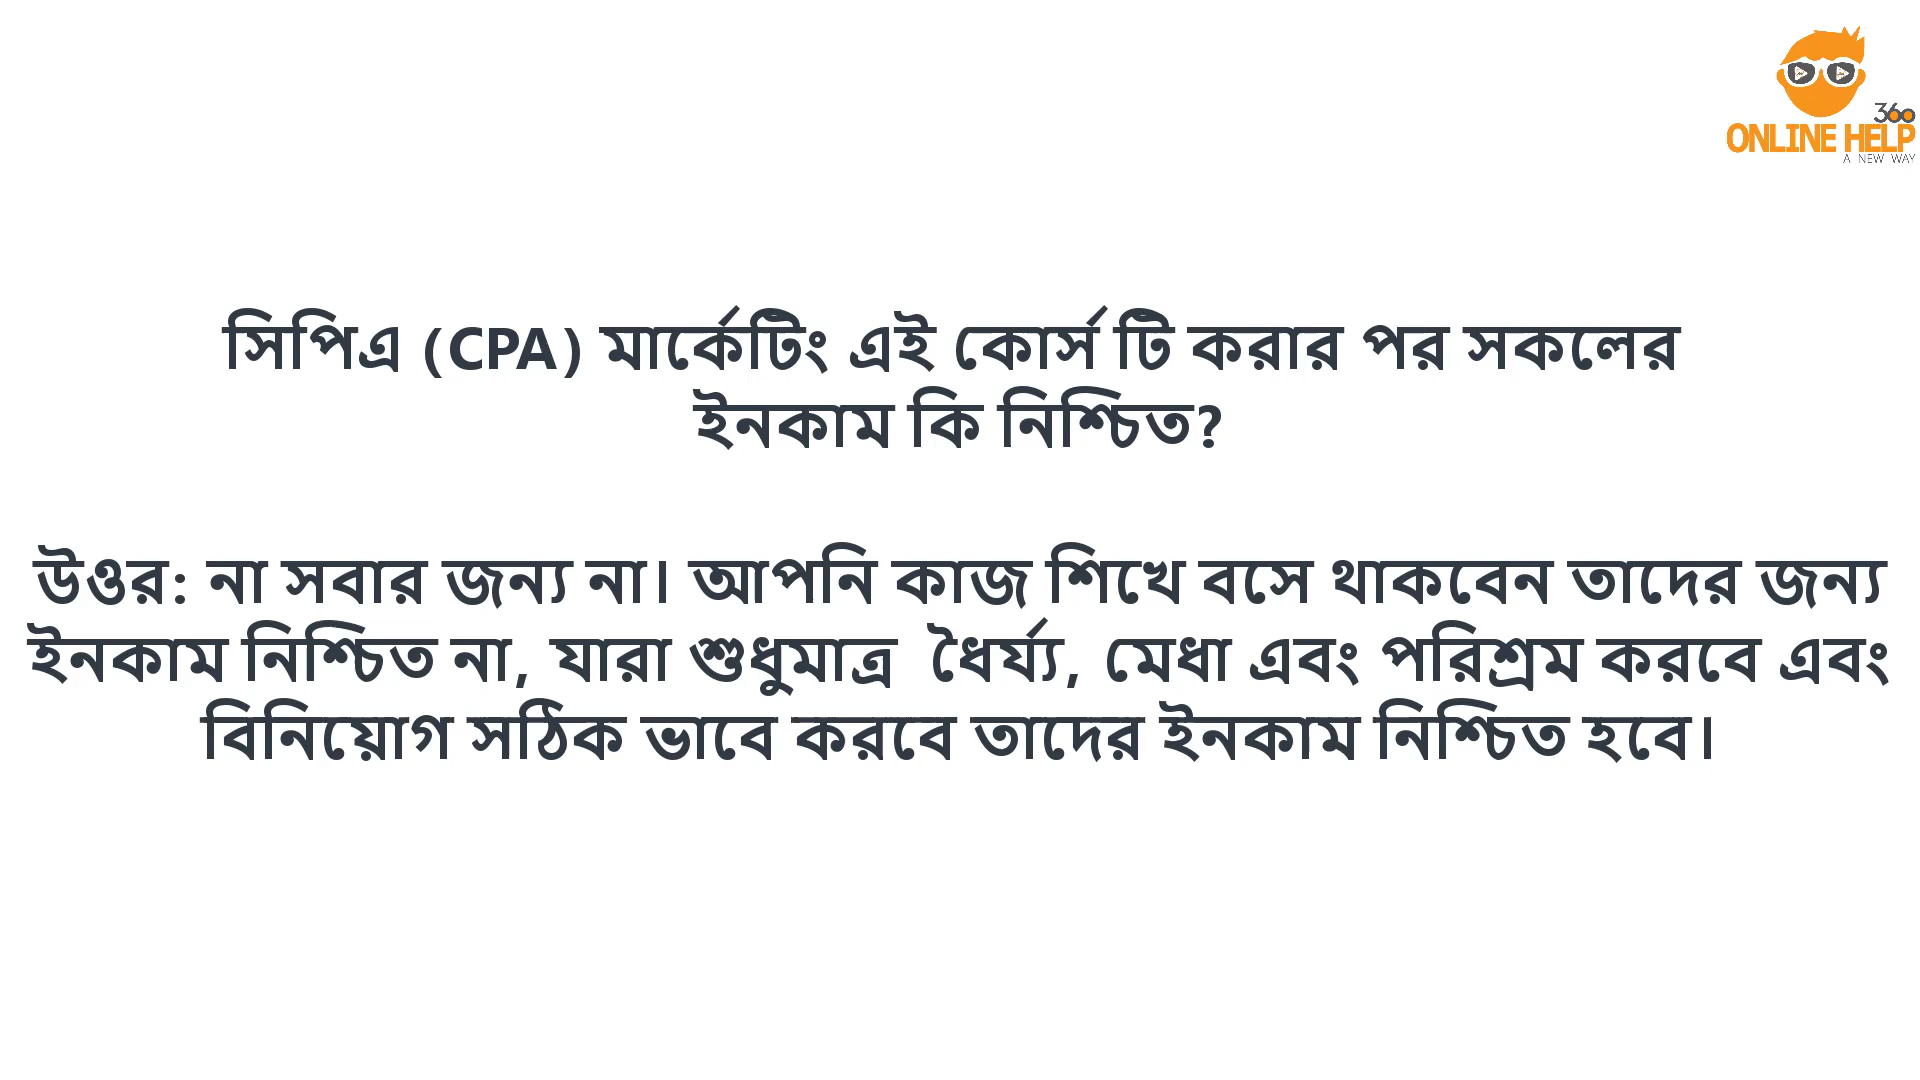 360
ONLINE HELP
A NEW WAY
সিপিএ (CPA) মার্কেটিং এই কোর্স টি করার পর সকলের
ইনকাম কি নিশ্চিত?
উওর: না সবার জন্য না। আপনি কাজ শিখে বসে থাকবেন তাদের জন্য
ইনকাম নিশ্চিত না, যারা শুধুমাত্র  ধৈর্য্য, মেধা এবং পরিশ্রম করবে এবং
বিনিয়োগ সঠিক ভাবে করবে তাদের ইনকাম নিশ্চিত হবে।